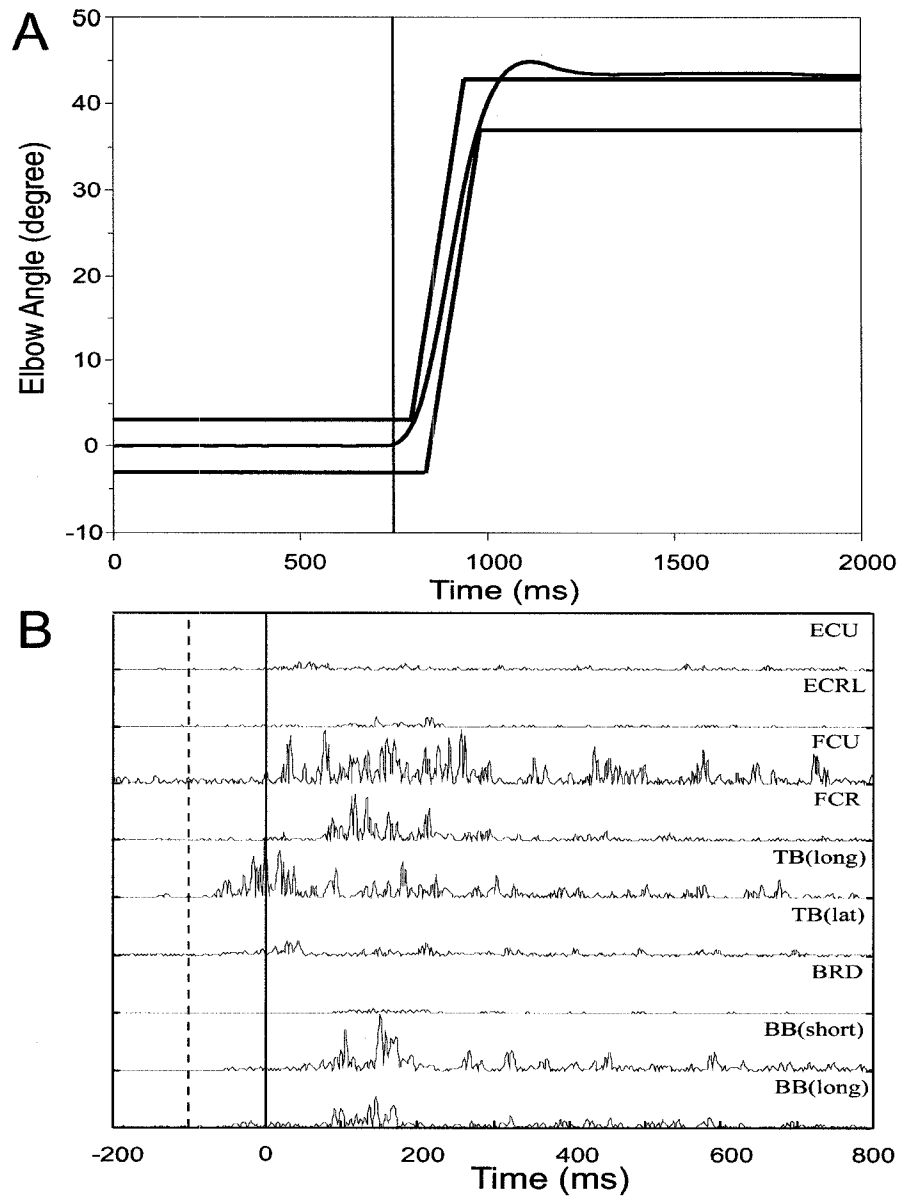 A
50
40
30
20
10
0
-10
Elbow Angle (degree)
0 500 1000 1500 2000
Time (ms)
B
ECU
ECRL
FCU
FCR
TB(long)
TB(lat)
BRD
BB(short)
BB(long)
-200 0 200 400 600 800
Time (ms)